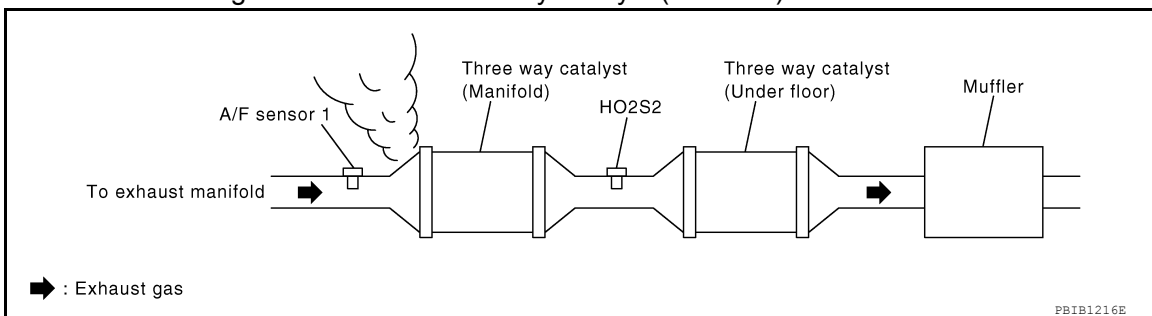 Three way catalyst
(Manifold)
Three way catalyst
(Under floor)
Muffler
HO2S2
A/F sensor 1
To exhaust manifold
: Exhaust gas
PBIB1216E